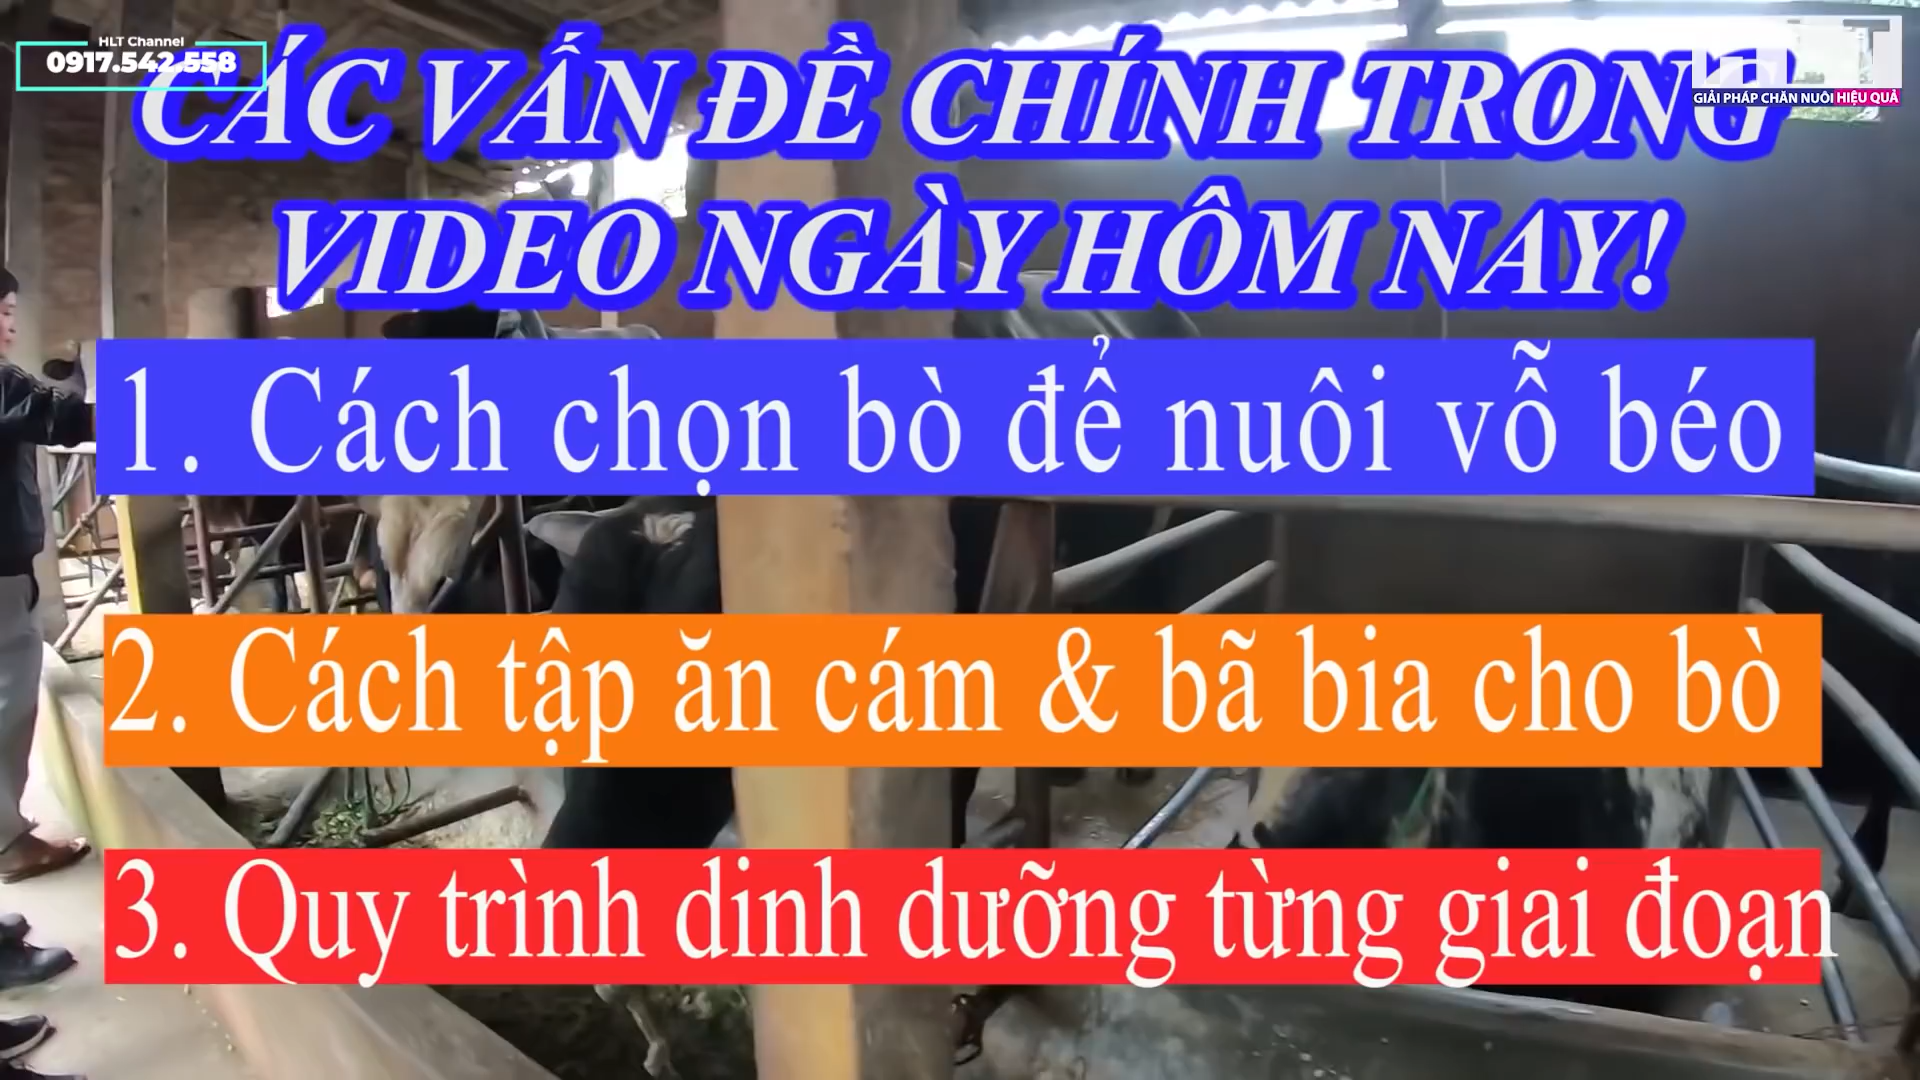 HLT Channel
0917.542.558
HLT
GIẢI PHÁP CHĂN NUÔI HIỆU QUẢ
CÁC VẤN ĐỀ CHÍNH TRONG
VIDEO NGÀY HÔM NAY!
1. Cách chọn bò để nuôi vỗ béo
2. Cách tập ăn cám & bã bia cho bò
3. Quy trình dinh dưỡng từng giai đoạn